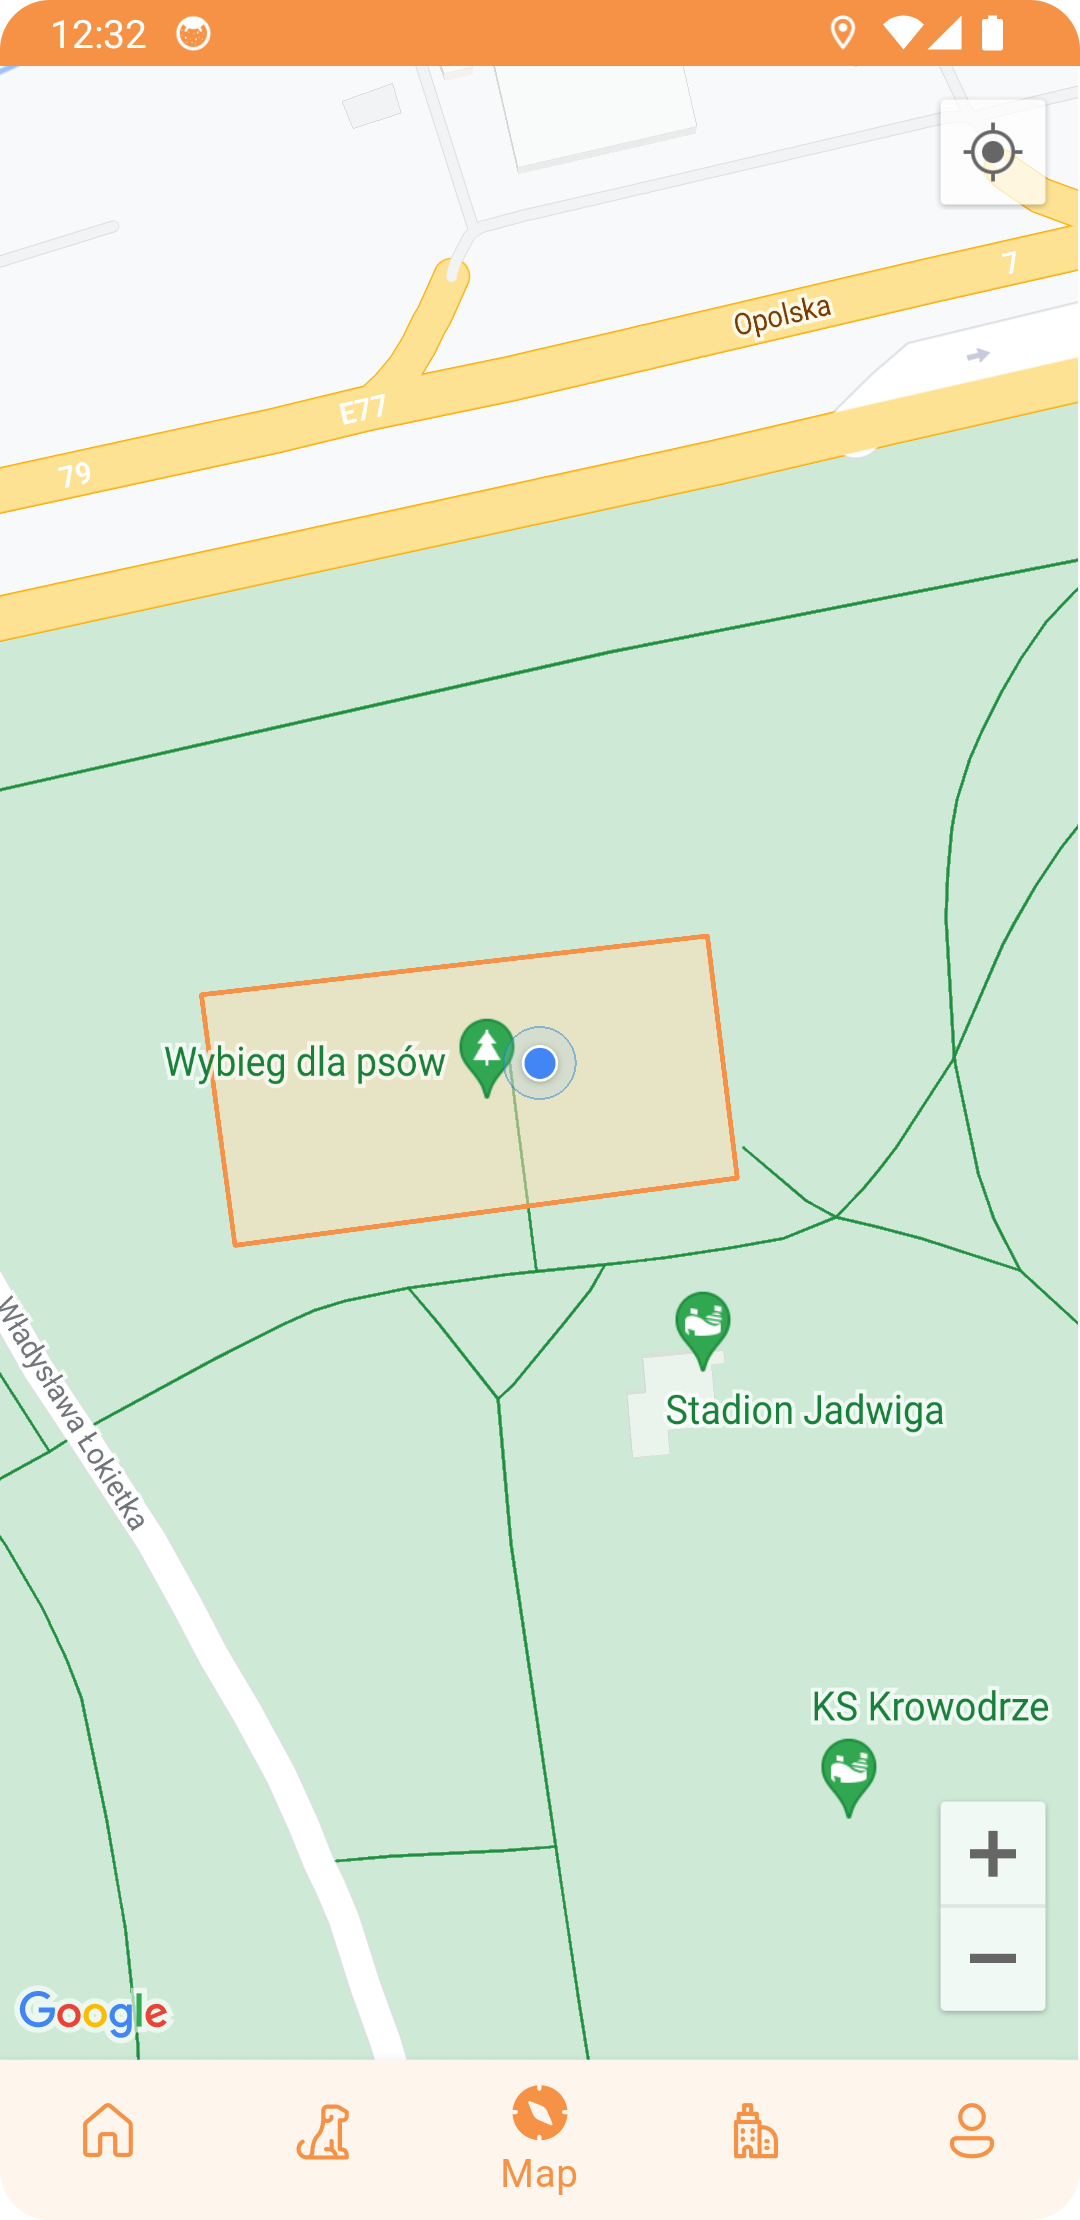 12:32
7
Opolska
E77
79
Wybieg dla psów
Władysława Łokietka
Stadion Jadwiga
KS Krowodrze
Google
Map